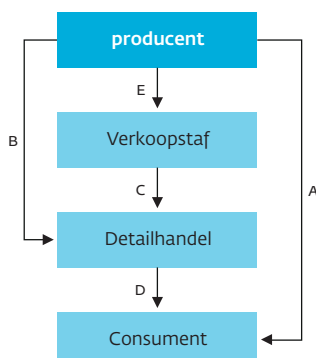 producent
E
B
Verkoopstaf
A
C
Detailhandel
D
Consument